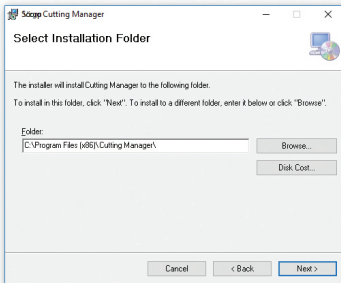 Cutting Manager
Select Installation Folder
The installer will install Cutting Manager to the following folder.
To install in this folder, click "Next". To install to a different folder, enter it below or click "Browse".
Folder:
C:\Program Files (x86)\Cutting Manager\
Browse...
Disk Cost...
Cancel
< Back
Next >